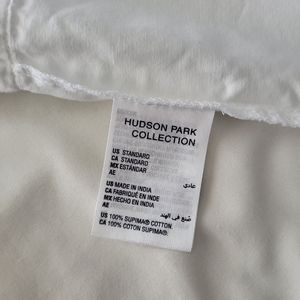 HUDSON PARK
COLLECTION
US STANDARD
CA STANDARD
MX ESTÁNDAR
AE عادي
US MADE IN INDIA
CA FABRIQUÉ EN INDE
MX HECHO EN INDIA
AE صُنع في الهند
US 100% SUPIMA® COTTON.
CA 100% COTON SUPIMA®.